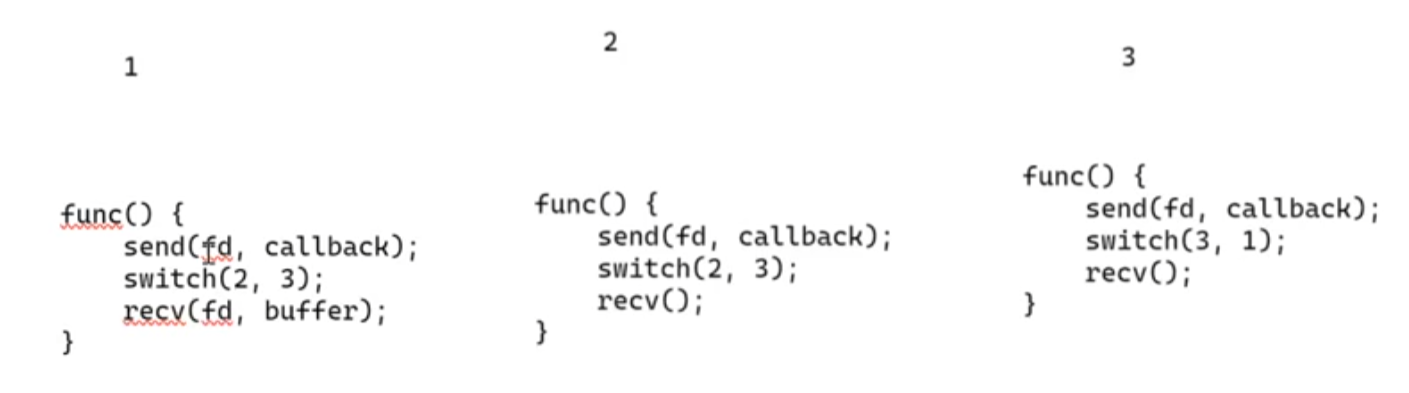 1
func() {
    send(fd, callback);
    switch(2, 3);
    recv(fd, buffer);
}
2
func() {
    send(fd, callback);
    switch(2, 3);
    recv();
}
3
func() {
    send(fd, callback);
    switch(3, 1);
    recv();
}